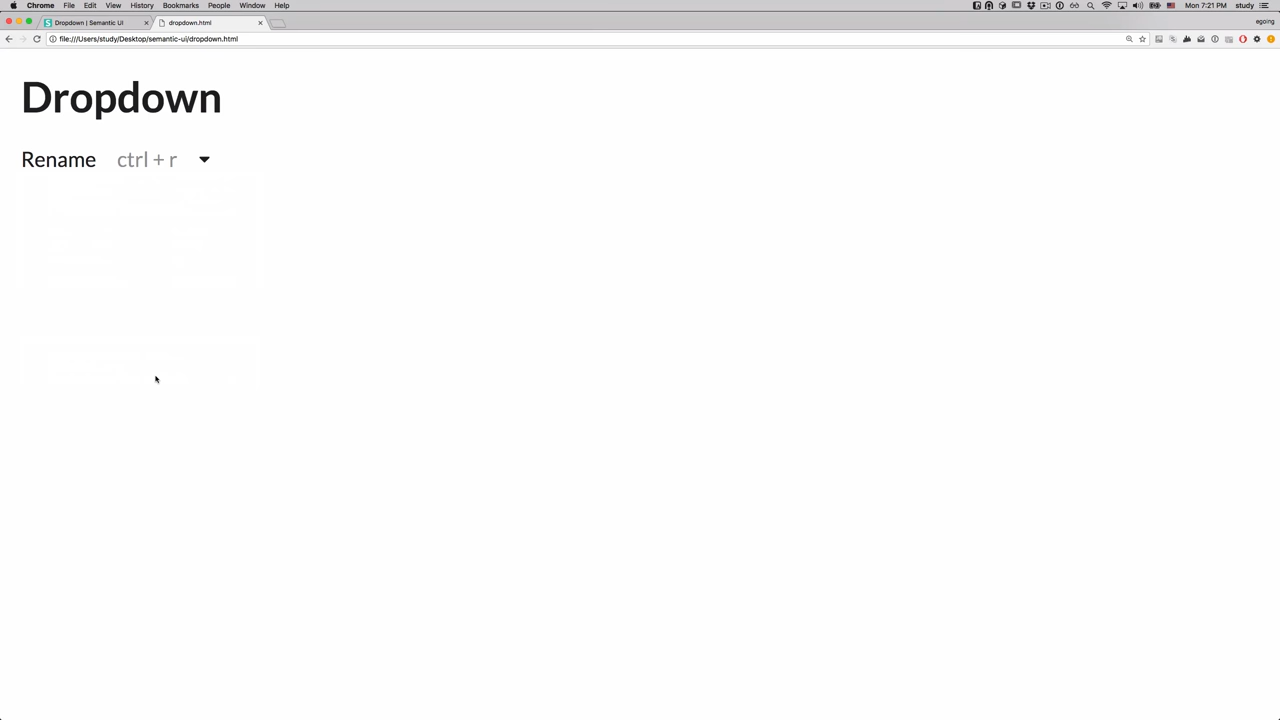 Chrome File Edit View History Bookmarks People Window Help Mon 7:21 PM study
Dropdown | Semantic UI dropdown.html egoing
file:///Users/study/Desktop/semantic-ui/dropdown.html
Dropdown
Rename ctrl + r